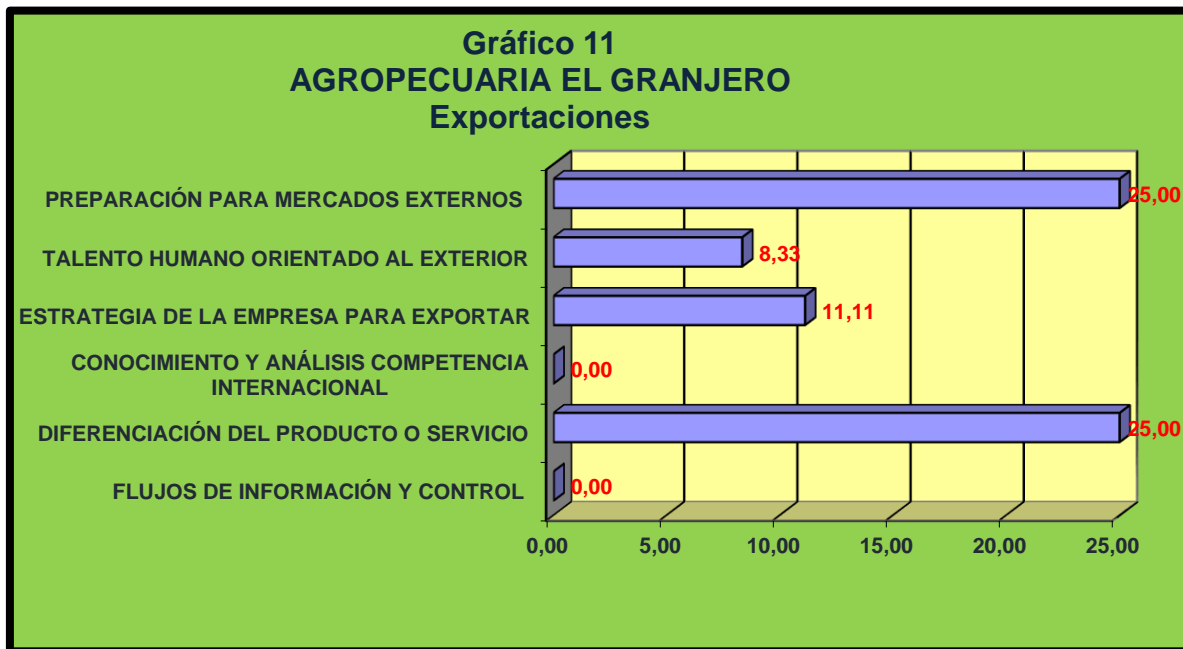 Gráfico 11
AGROPECUARIA EL GRANJERO
Exportaciones
PREPARACIÓN PARA MERCADOS EXTERNOS
25,00
TALENTO HUMANO ORIENTADO AL EXTERIOR
8,33
ESTRATEGIA DE LA EMPRESA PARA EXPORTAR
11,11
CONOCIMIENTO Y ANÁLISIS COMPETENCIA
INTERNACIONAL
0,00
DIFERENCIACIÓN DEL PRODUCTO O SERVICIO
25,00
FLUJOS DE INFORMACIÓN Y CONTROL
0,00
0,00 5,00 10,00 15,00 20,00 25,00